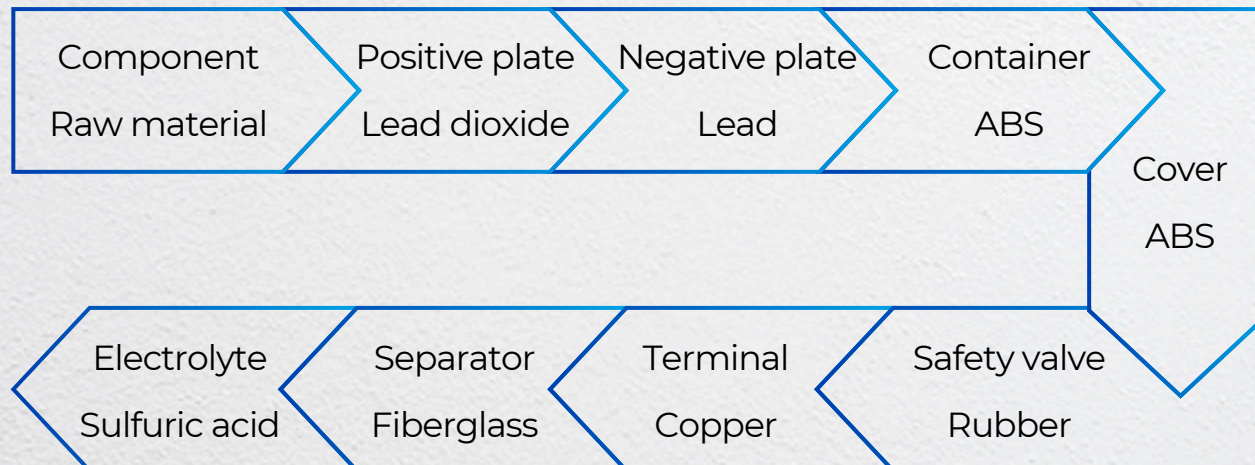 Component
Raw material
Positive plate
Lead dioxide
Negative plate
Lead
Container
ABS
Cover
ABS
Safety valve
Rubber
Terminal
Copper
Separator
Fiberglass
Electrolyte
Sulfuric acid